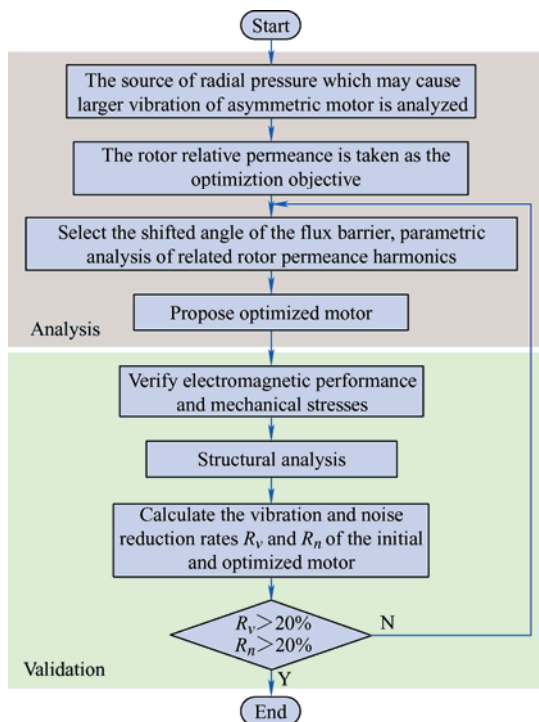 Start
The source of radial pressure which may cause
larger vibration of asymmetric motor is analyzed
The rotor relative permeance is taken as the
optimiztion objective
Select the shifted angle of the flux barrier, parametric
analysis of related rotor permeance harmonics
Propose optimized motor
Analysis
Verify electromagnetic performance
and mechanical stresses
Structural analysis
Calculate the vibration and noise
reduction rates Rv and Rn of the initial
and optimized motor
Rv＞20%
Rn＞20%
N
Validation
Y
End